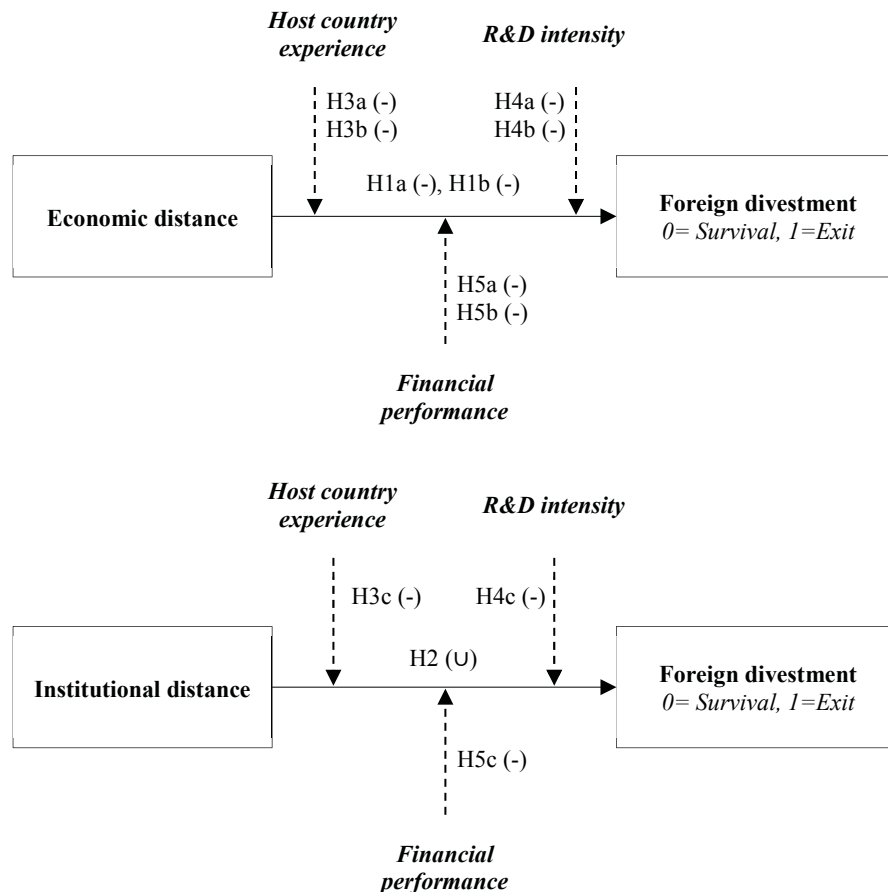 Host country
experience
R&D intensity
H3a (-)
H3b (-)
H4a (-)
H4b (-)
H1a (-), H1b (-)
Economic distance
Foreign divestment
0= Survival, 1=Exit
H5a (-)
H5b (-)
Financial
performance
Host country
experience
R&D intensity
H3c (-)
H4c (-)
H2 (∪)
Institutional distance
Foreign divestment
0= Survival, 1=Exit
H5c (-)
Financial
performance